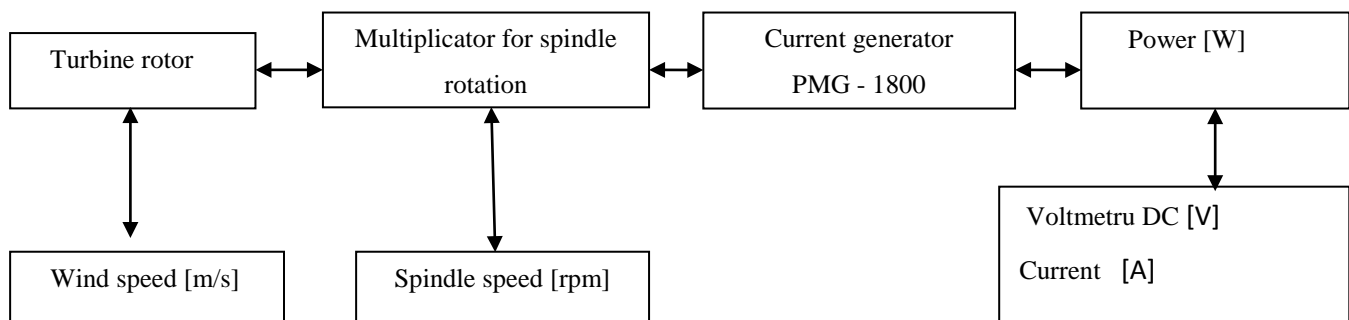 Turbine rotor
Multiplicator for spindle
rotation
Current generator
PMG - 1800
Power [W]
Wind speed [m/s]
Spindle speed [rpm]
Voltmetru DC [V]
Current [A]